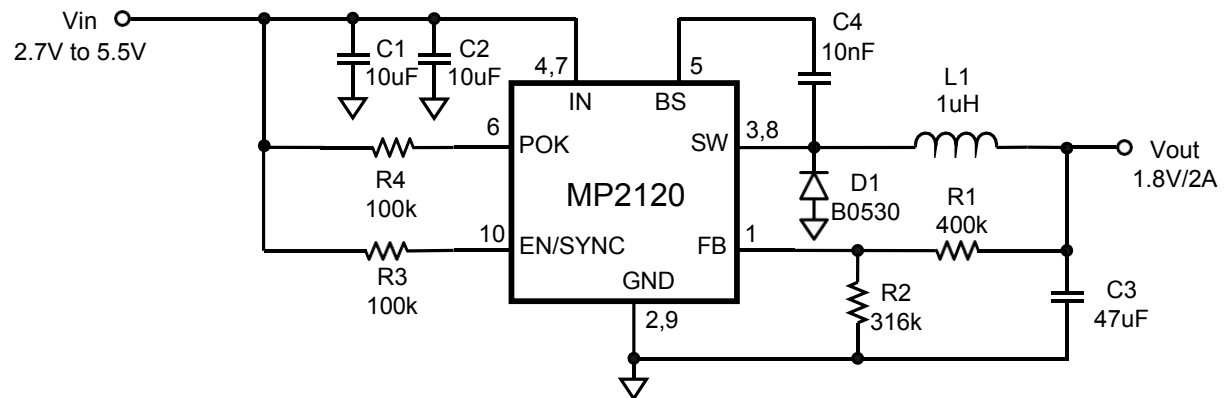 Vin
2.7V to 5.5V
C1
10uF
C2
10uF
4,7
IN
5
BS
C4
10nF
L1
1uH
6
POK
R4
100k
SW
3,8
Vout
1.8V/2A
MP2120
D1
B0530
R1
400k
10
EN/SYNC
R3
100k
FB
1
GND
2,9
R2
316k
C3
47uF